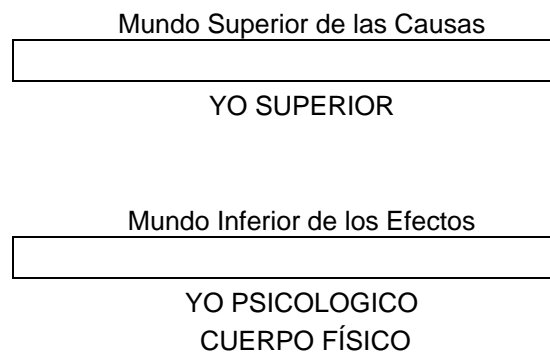 Mundo Superior de las Causas
YO SUPERIOR
Mundo Inferior de los Efectos
YO PSICOLOGICO
CUERPO FÍSICO